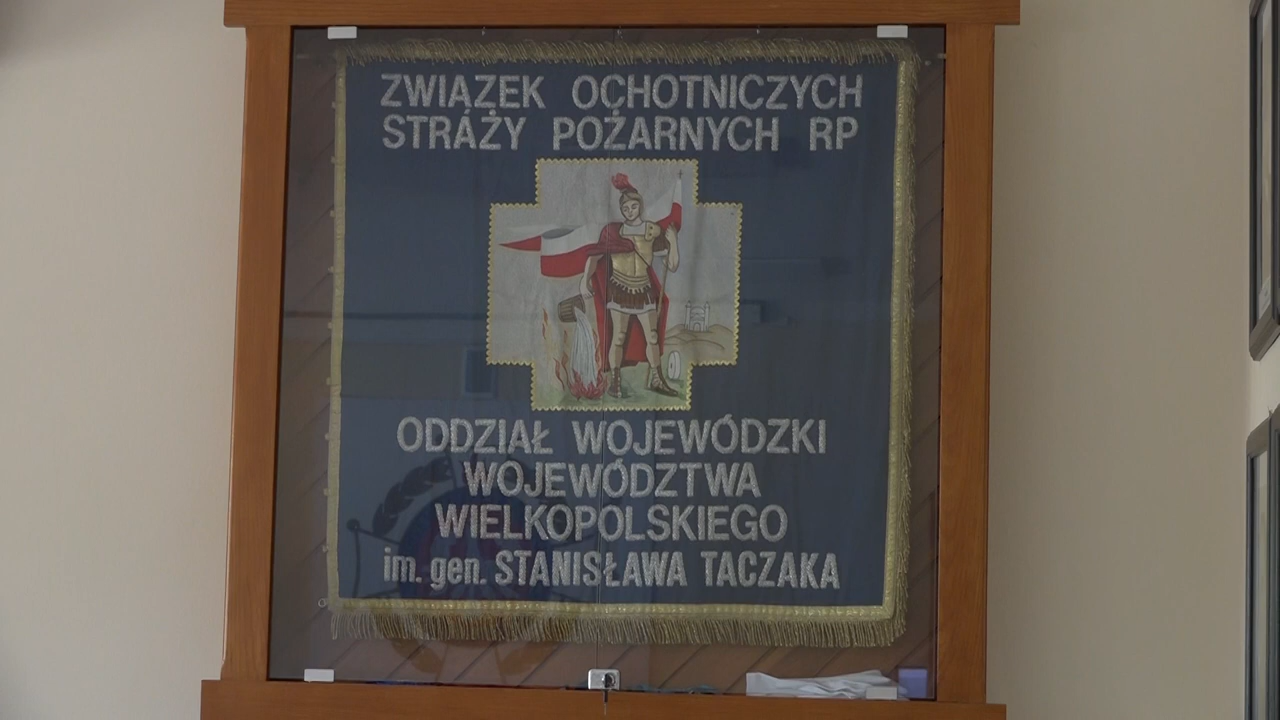 ZWIĄZEK OCHOTNICZYCH
STRAŻY POŻARNYCH RP
ODDZIAŁ WOJEWÓDZKI
WOJEWÓDZTWA
WIELKOPOLSKIEGO
im. gen. STANISŁAWA TACZAKA